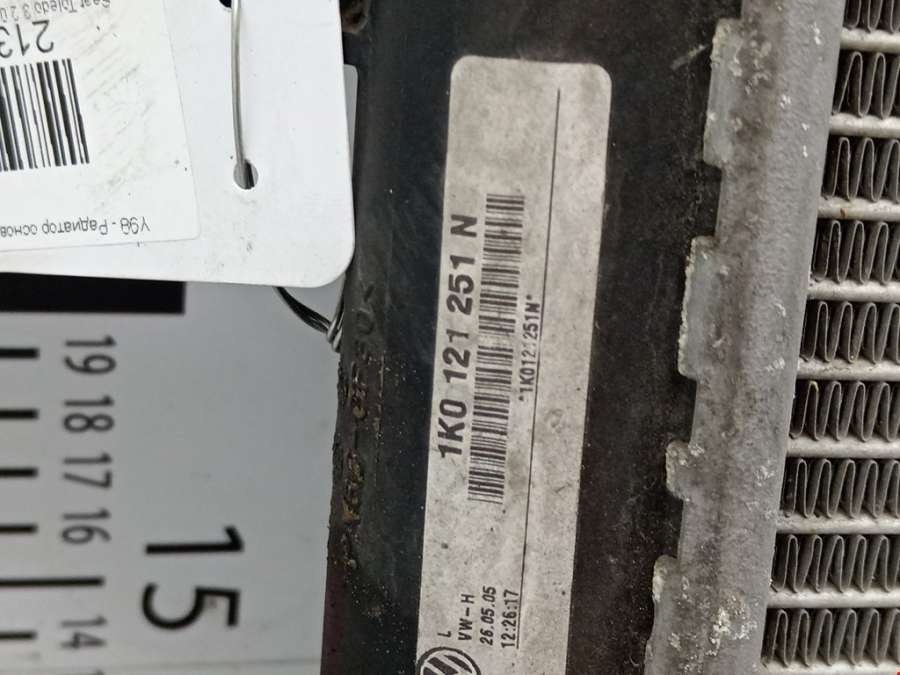 Seat Toledo 3 2.0
213
Y98 - Радиатор основ
1K0 121 251 N
*1K0121251N*
L
VW-H
26.05.05
12:26:17
19 18 17 16
15
14